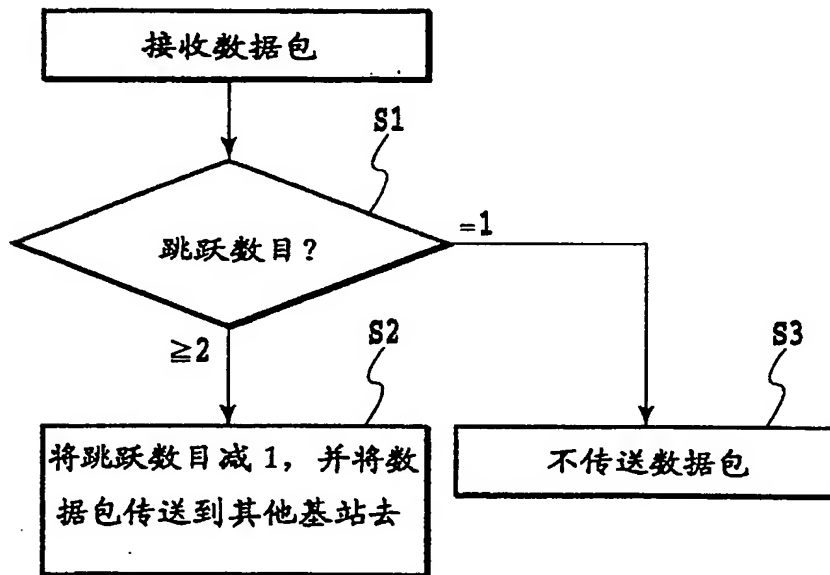 接收数据包
S1
跳跃数目?
=1
≧2
S2
S3
将跳跃数目减1，并将数
据包传送到其他基站去
不传送数据包